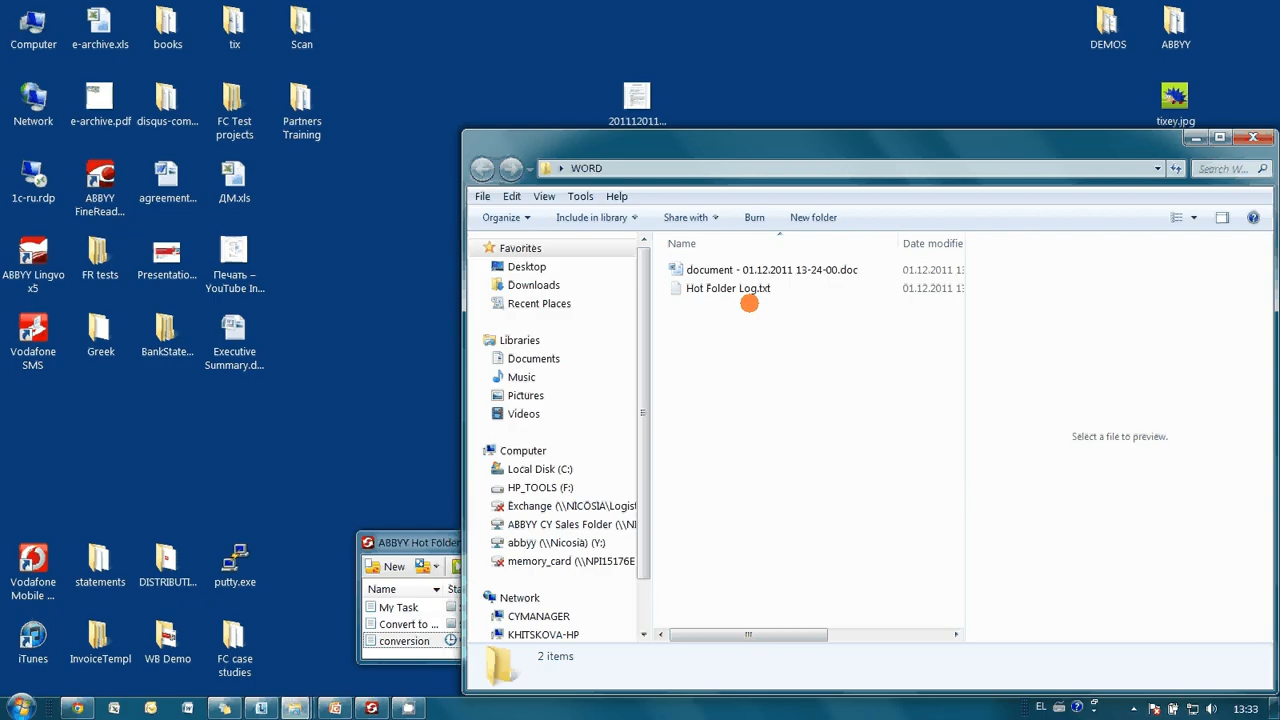 Computer
e-archive.xls
books
tix
Scan
DEMOS
ABBYY
Network
e-archive.pdf
disqus-com...
FC Test
projects
Partners
Training
201112011...
tixey.jpg
1c-ru.rdp
ABBYY
FineRead...
agreement...
ДМ.xls
ABBYY Lingvo
x5
FR tests
Presentatio...
Печать –
YouTube In...
Vodafone
SMS
Greek
BankState...
Executive
Summary.d...
Vodafone
Mobile ...
statements
DISTRIBUTI...
putty.exe
iTunes
InvoiceTempl
WB Demo
FC case
studies
ABBYY Hot Folder
New
Name
Sta
My Task
Convert to ...
conversion
WORD
Search W...
File Edit View Tools Help
Organize Include in library Share with Burn New folder
Favorites
Desktop
Downloads
Recent Places
Libraries
Documents
Music
Pictures
Videos
Computer
Local Disk (C:)
HP_TOOLS (F:)
Exchange (\\NICOSIA\Logist
ABBYY CY Sales Folder (\\NI
abbyy (\\Nicosia) (Y:)
memory_card (\\NPI15176E
Network
CYMANAGER
KHITSKOVA-HP
Name Date modifie
document - 01.12.2011 13-24-00.doc 01.12.2011 13
Hot Folder Log.txt 01.12.2011 13
Select a file to preview.
2 items
EL
13:33